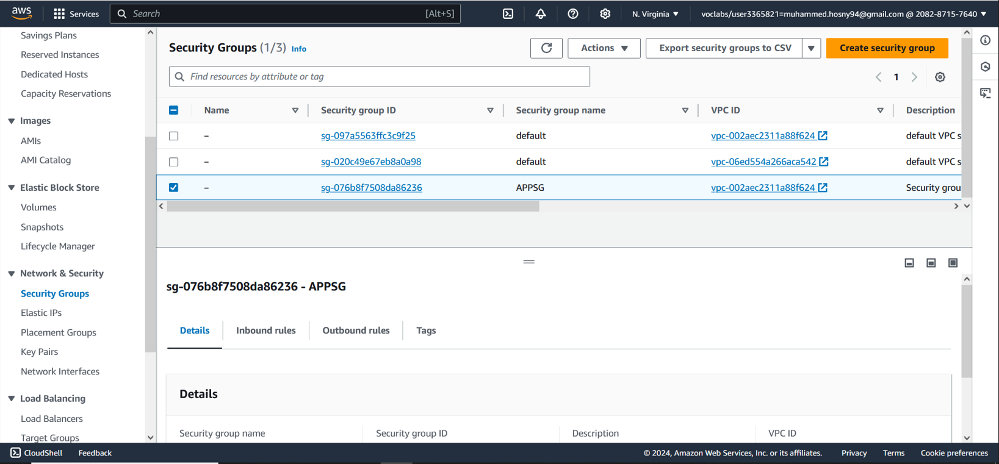 aws
Services
Search
[Alt+S]
N. Virginia
voclabs/user3365821=muhammed.hosny94@gmail.com @ 2082-8715-7640
Savings Plans
Reserved Instances
Dedicated Hosts
Capacity Reservations
Images
AMIs
AMI Catalog
Elastic Block Store
Volumes
Snapshots
Lifecycle Manager
Network & Security
Security Groups
Elastic IPs
Placement Groups
Key Pairs
Network Interfaces
Load Balancing
Load Balancers
Target Groups
Security Groups (1/3) Info
Actions
Export security groups to CSV
Create security group
Find resources by attribute or tag
1
Name Security group ID Security group name VPC ID Description
– sg-097a5563ffc3c9f25 default vpc-002aec2311a88f624 default VPC s
– sg-020c49e67eb8a0a98 default vpc-06ed554a266aca542 default VPC s
– sg-076b8f7508da86236 APPSG vpc-002aec2311a88f624 Security grou
sg-076b8f7508da86236 - APPSG
Details Inbound rules Outbound rules Tags
Details
Security group name Security group ID Description VPC ID
CloudShell Feedback © 2024, Amazon Web Services, Inc. or its affiliates. Privacy Terms Cookie preferences